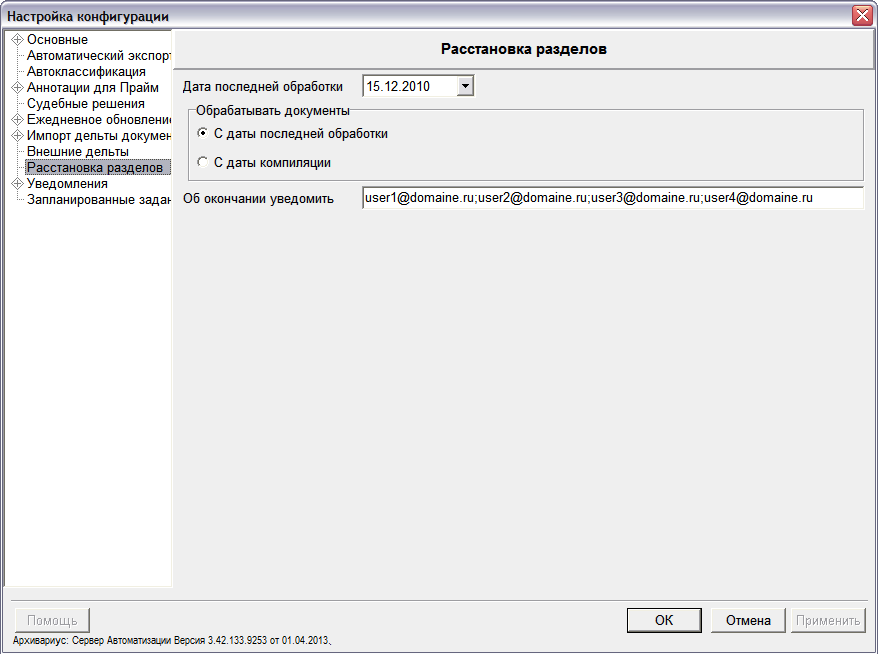 Настройка конфигурации
Основные
Автоматический экспорт
Автоклассификация
Аннотации для Прайм
Судебные решения
Ежедневное обновлени
Импорт дельты докумен
Внешние дельты
Расстановка разделов
Уведомления
Запланированные задан
Расстановка разделов
Дата последней обработки 15.12.2010
Обрабатывать документы
С даты последней обработки
С даты компиляции
Об окончании уведомить user1@domaine.ru;user2@domaine.ru;user3@domaine.ru;user4@domaine.ru
Помощь ОК Отмена Применить
Архивариус: Сервер Автоматизации Версия 3.42.133.9253 от 01.04.2013,